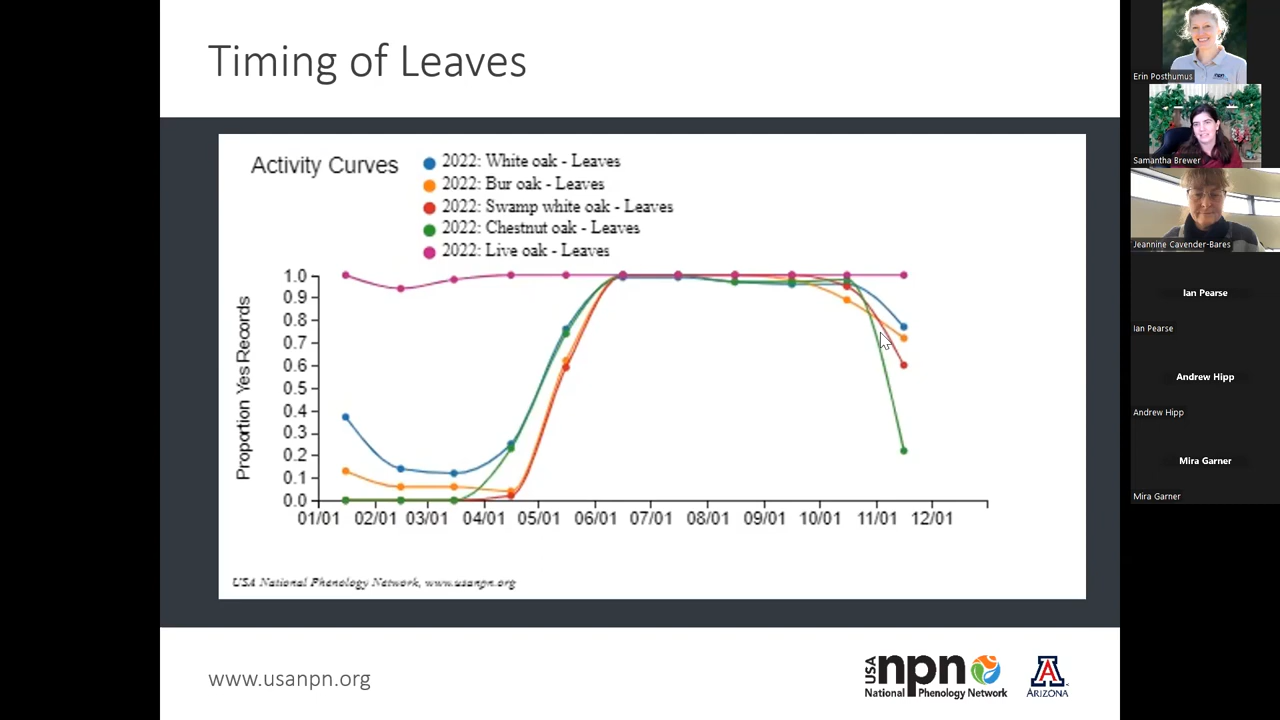 Timing of Leaves
Activity Curves
2022: White oak - Leaves
2022: Bur oak - Leaves
2022: Swamp white oak - Leaves
2022: Chestnut oak - Leaves
2022: Live oak - Leaves
Proportion Yes Records
1.0
0.9
0.8
0.7
0.6
0.5
0.4
0.3
0.2
0.1
0.0
01/01 02/01 03/01 04/01 05/01 06/01 07/01 08/01 09/01 10/01 11/01 12/01
USA National Phenology Network, www.usanpn.org
www.usanpn.org
USA npn
National Phenology Network
A
ARIZONA
npn
Erin Posthumus
Samantha Brewer
Jeannine Cavender-Bares
Ian Pearse
Ian Pearse
Andrew Hipp
Andrew Hipp
Mira Garner
Mira Garner